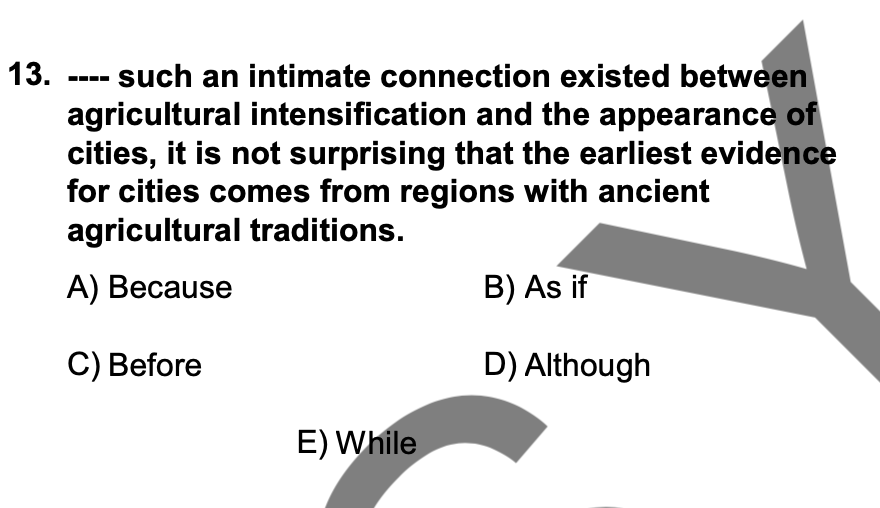 13. ---- such an intimate connection existed between
agricultural intensification and the appearance of
cities, it is not surprising that the earliest evidence
for cities comes from regions with ancient
agricultural traditions.
A) Because B) As if
C) Before D) Although
E) While